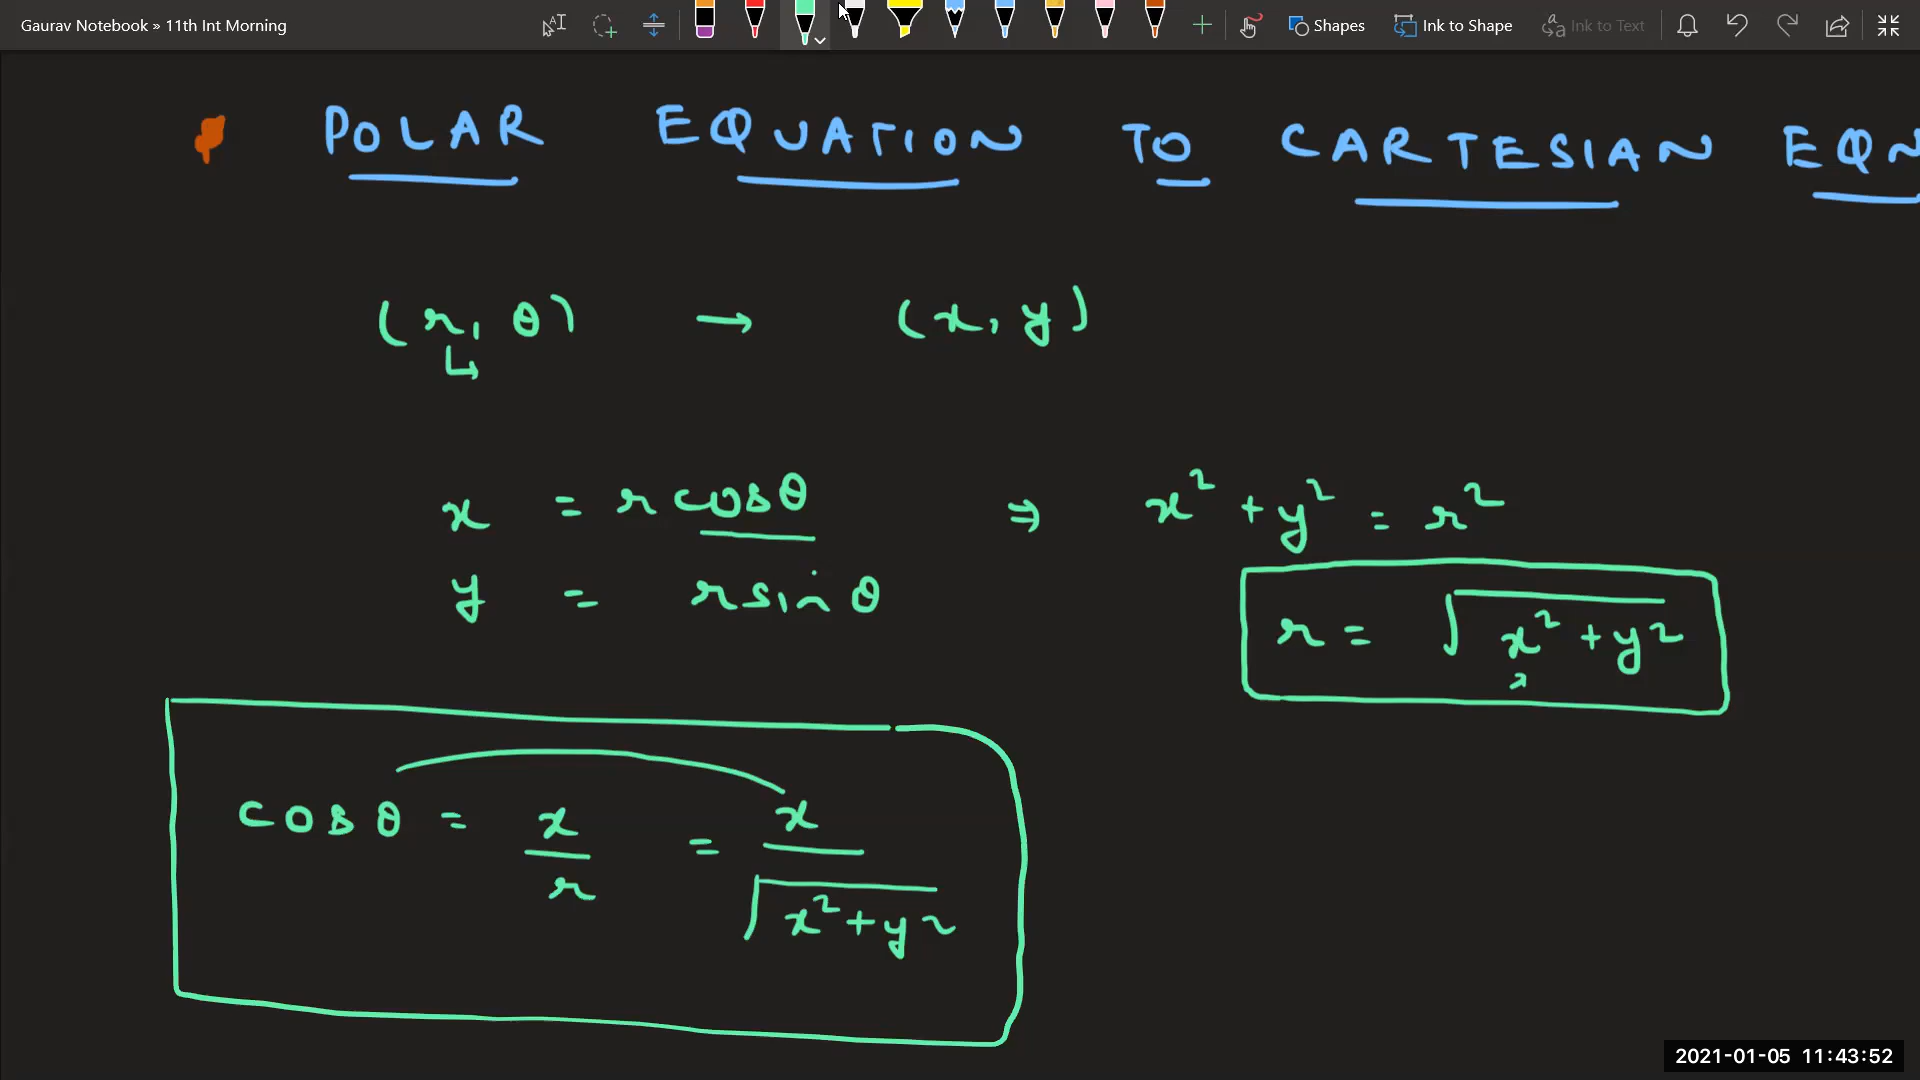 Gaurav Notebook » 11th Int Morning
Shapes
Ink to Shape
Ink to Text
POLAR EQUATION TO CARTESIAN EQN
(r, θ) → (x, y)
x = r cosθ ⇒ x² + y² = r²
y = r sin θ
r = √x² + y²
cos θ = x/r = x/√x² + y²
2021-01-05 11:43:52